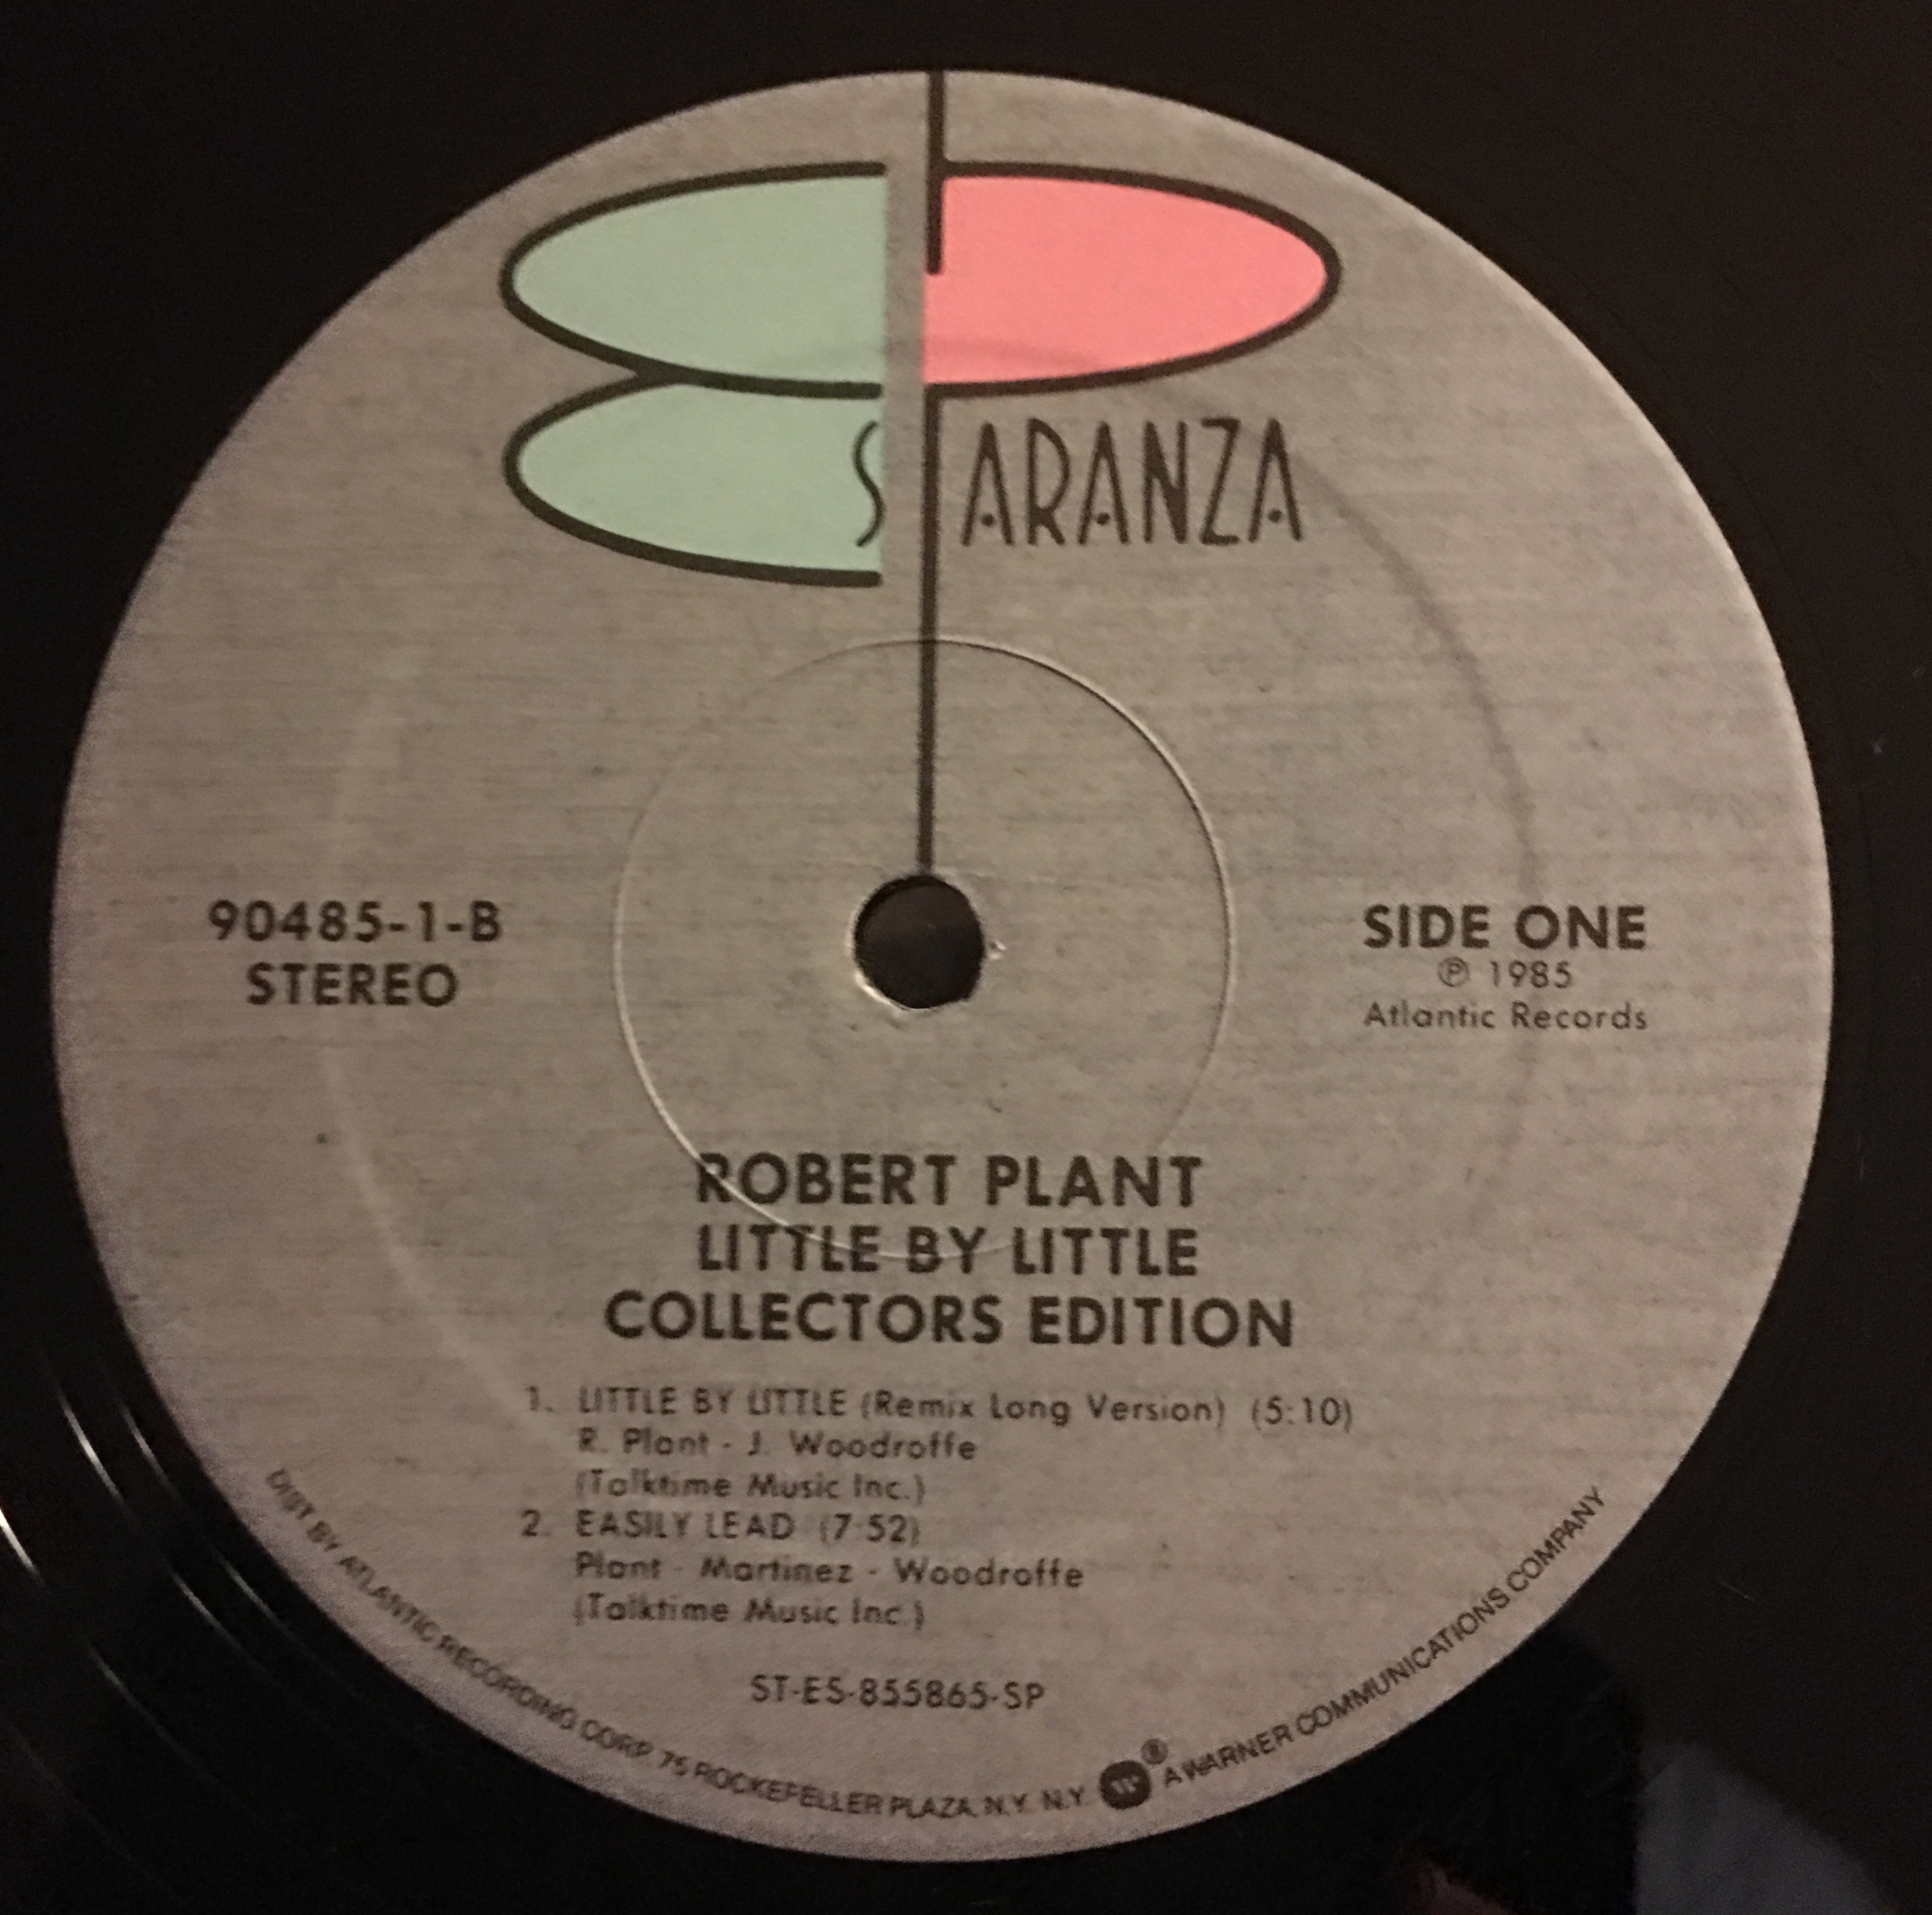 ES PARANZA
90485-1-B
STEREO
SIDE ONE
℗ 1985
Atlantic Records
ROBERT PLANT
LITTLE BY LITTLE
COLLECTORS EDITION
1. LITTLE BY LITTLE (Remix Long Version) (5:10)
R. Plant - J. Woodroffe
(Talktime Music Inc.)
2. EASILY LEAD (7:52)
Plant - Martinez - Woodroffe
(Talktime Music Inc.)
ST-ES-855865-SP
DIST BY ATLANTIC RECORDING CORP. 75 ROCKEFELLER PLAZA, N.Y. N.Y. ® A WARNER COMMUNICATIONS COMPANY